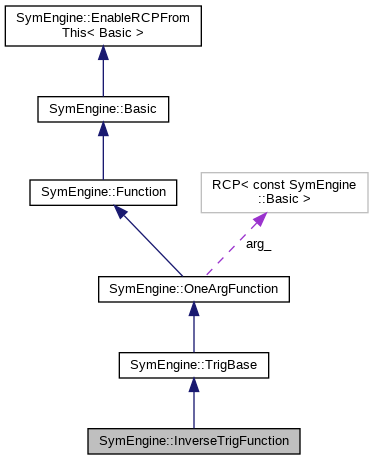 SymEngine::EnableRCPFrom
This< Basic >
SymEngine::Basic
SymEngine::Function
RCP< const SymEngine
::Basic >
arg_
SymEngine::OneArgFunction
SymEngine::TrigBase
SymEngine::InverseTrigFunction